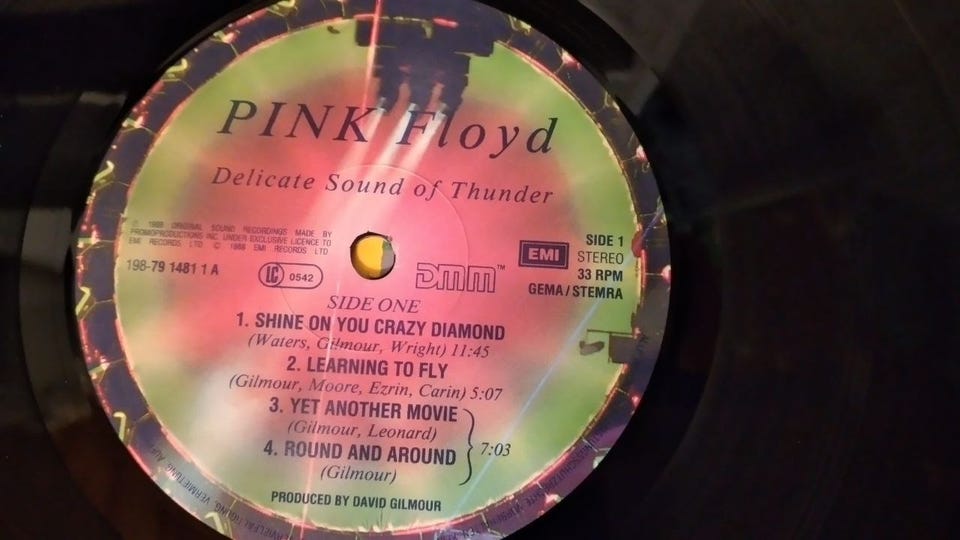 PINK Floyd
Delicate Sound of Thunder
℗ 1988 ORIGINAL SOUND RECORDINGS MADE BY
PROMOPRODUCTIONS INC. UNDER EXCLUSIVE LICENCE TO
EMI RECORDS LTD © 1988 EMI RECORDS LTD
198-79 1481 1 A
LC 0542
DMM™
EMI
SIDE 1
STEREO
33 RPM
GEMA/STEMRA
SIDE ONE
1. SHINE ON YOU CRAZY DIAMOND
(Waters, Gilmour, Wright) 11:45
2. LEARNING TO FLY
(Gilmour, Moore, Ezrin, Carin) 5:07
3. YET ANOTHER MOVIE
(Gilmour, Leonard)
4. ROUND AND AROUND
(Gilmour)
7:03
PRODUCED BY DAVID GILMOUR
VERMIETUNG